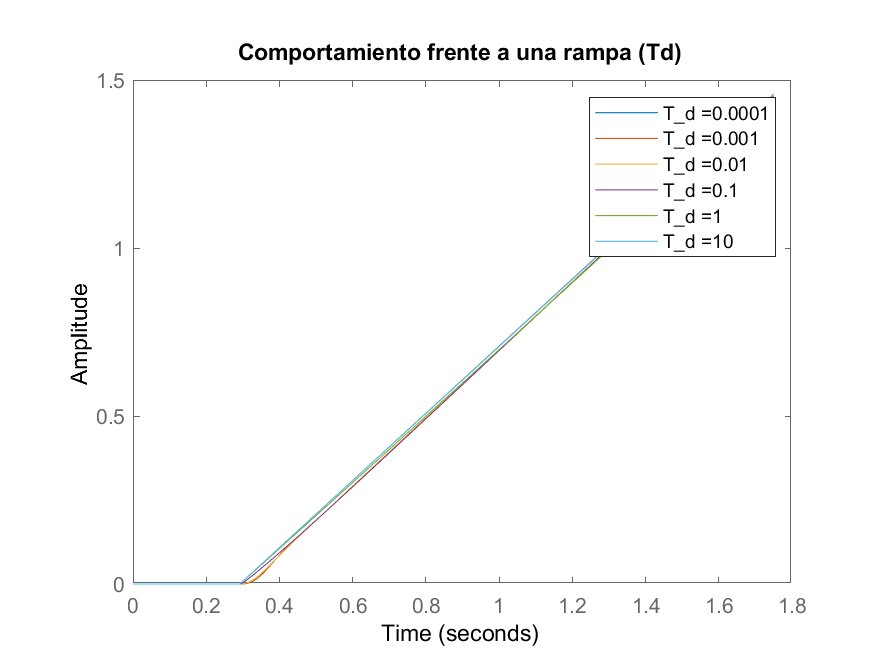 Comportamiento frente a una rampa (Td)
1.5
T_d =0.0001
T_d =0.001
T_d =0.01
T_d =0.1
T_d =1
T_d =10
1
Amplitude
0.5
0
0 0.2 0.4 0.6 0.8 1 1.2 1.4 1.6 1.8
Time (seconds)